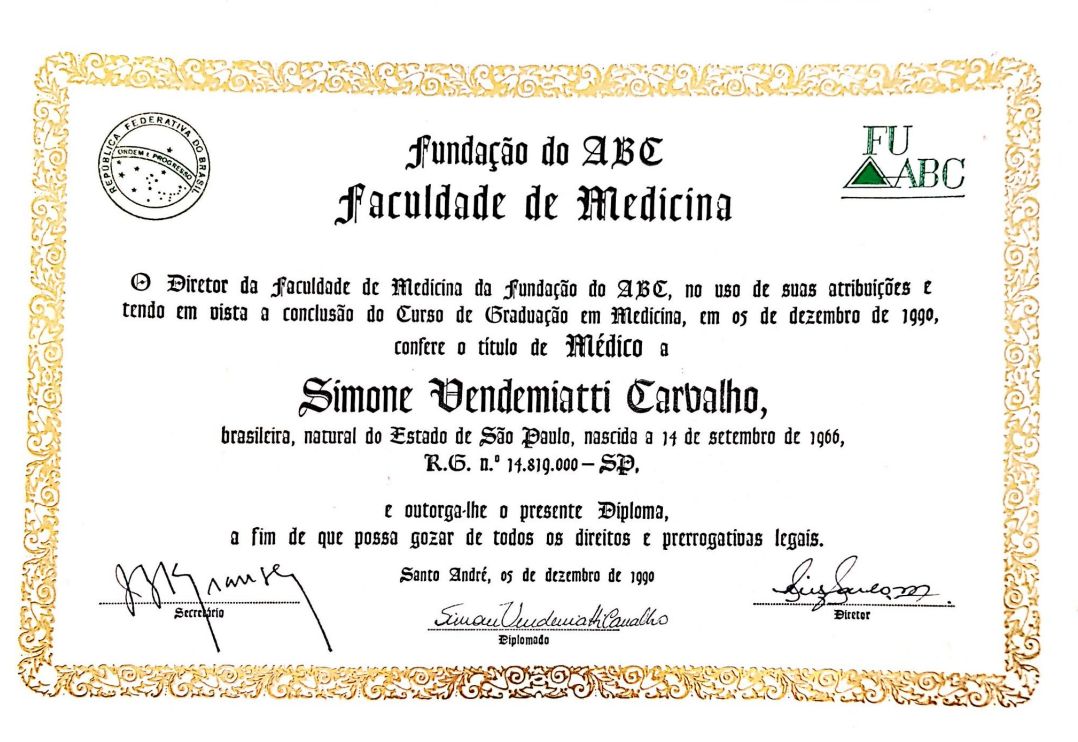 REPÚBLICA FEDERATIVA DO BRASIL
ORDEM E PROGRESSO
FU
ABC
Fundação do ABC
Faculdade de Medicina
O Diretor da Faculdade de Medicina da Fundação do ABC, no uso de suas atribuições e
tendo em vista a conclusão do Curso de Graduação em Medicina, em 05 de dezembro de 1990,
confere o título de Médico a
Simone Vendemiatti Carvalho,
brasileira, natural do Estado de São Paulo, nascida a 14 de setembro de 1966,
R.G. n.º 14.819.000 – SP,
e outorga-lhe o presente Diploma,
a fim de que possa gozar de todos os direitos e prerrogativas legais.
Santo André, 05 de dezembro de 1990
Secretário
Simone Vendemiatti Carvalho
Diplomado
Diretor